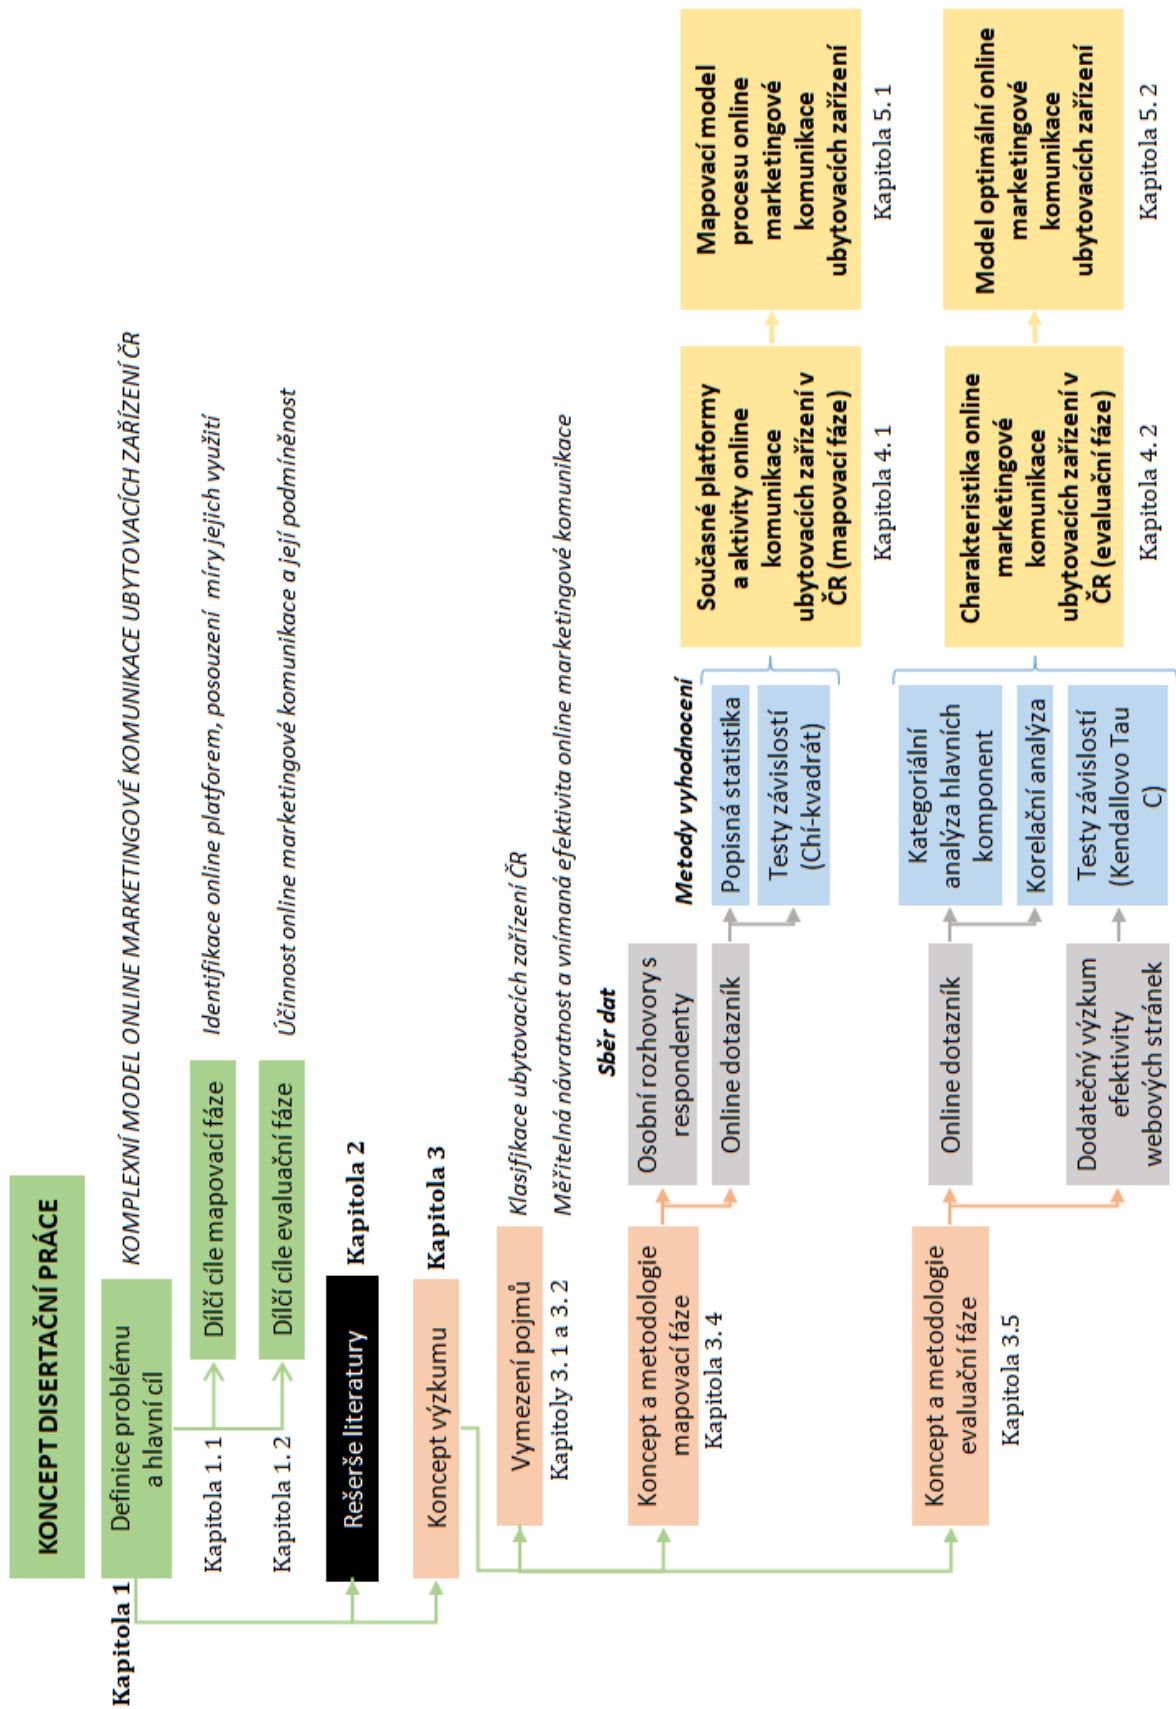 KONCEPT DISERTAČNÍ PRÁCE
Kapitola 1
Definice problému
a hlavní cíl
KOMPLEXNÍ MODEL ONLINE MARKETINGOVÉ KOMUNIKACE UBYTOVACÍCH ZAŘÍZENÍ ČR
Kapitola 1. 1
Dílčí cíle mapovací fáze
Identifikace online platforem, posouzení míry jejich využití
Kapitola 1. 2
Dílčí cíle evaluační fáze
Účinnost online marketingové komunikace a její podmíněnost
Rešerše literatury
Kapitola 2
Koncept výzkumu
Kapitola 3
Vymezení pojmů
Kapitoly 3.1 a 3. 2
Klasifikace ubytovacích zařízení ČR
Měřitelná návratnost a vnímaná efektivita online marketingové komunikace
Sběr dat
Metody vyhodnocení
Koncept a metodologie
mapovací fáze
Kapitola 3. 4
Osobní rozhovory s
respondenty
Online dotazník
Popisná statistika
Testy závislostí
(Chí-kvadrát)
Současné platformy
a aktivity online
komunikace
ubytovacích zařízení v
ČR (mapovací fáze)
Kapitola 4. 1
Mapovací model
procesu online
marketingové
komunikace
ubytovacích zařízení
Kapitola 5. 1
Koncept a metodologie
evaluační fáze
Kapitola 3.5
Online dotazník
Dodatečný výzkum
efektivity
webových stránek
Kategoriální
analýza hlavních
komponent
Korelační analýza
Testy závislostí
(Kendallovo Tau
C)
Charakteristika online
marketingové
komunikace
ubytovacích zařízení v
ČR (evaluační fáze)
Kapitola 4. 2
Model optimální online
marketingové
komunikace
ubytovacích zařízení
Kapitola 5. 2